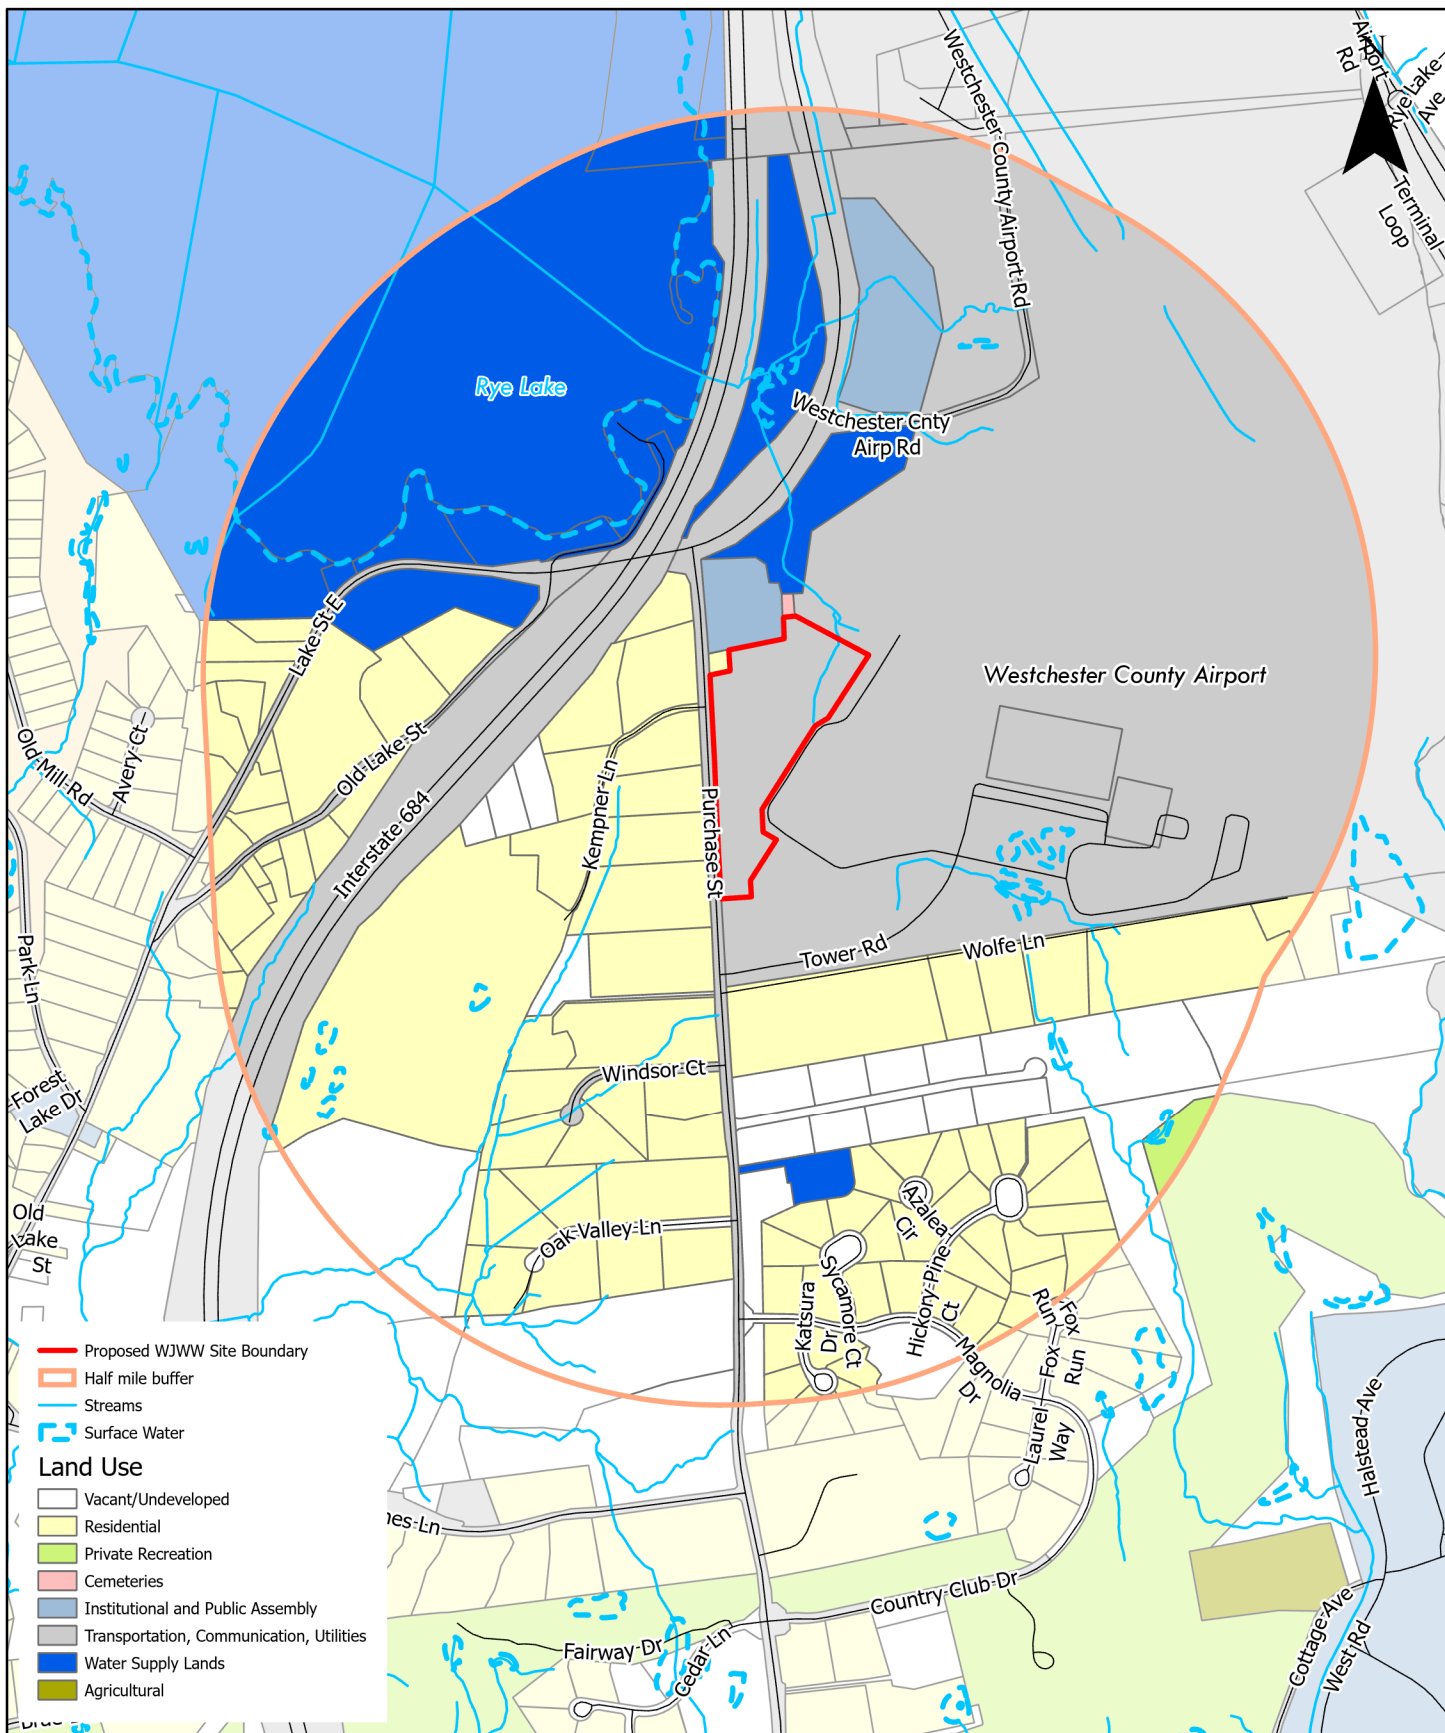 Airport
Rd
N
Rye Lake
Ave
Westchester County Airport Rd
Terminal
Loop
Rye Lake
Westchester Cnty
Airp Rd
Lake St E
Westchester County Airport
Old Mill Rd
Avery Ct
Old Lake St
Interstate 684
Kempner Ln
Purchase St
Park Ln
Tower Rd
Wolfe Ln
Forest
Lake Dr
Windsor Ct
Old
Lake
St
Oak Valley Ln
Azalea
Cir
Hickory Pine
Ct
Sycamore Ct
Katsura
Dr
Fox
Run
Fox
Run
Magnolia
Dr
Laurel
Way
Halstead Ave
nes Ln
Country Club Dr
Fairway Dr
Cedar Ln
Cottage Ave
West Rd
Proposed WJWW Site Boundary
Half mile buffer
Streams
Surface Water
Land Use
Vacant/Undeveloped
Residential
Private Recreation
Cemeteries
Institutional and Public Assembly
Transportation, Communication, Utilities
Water Supply Lands
Agricultural